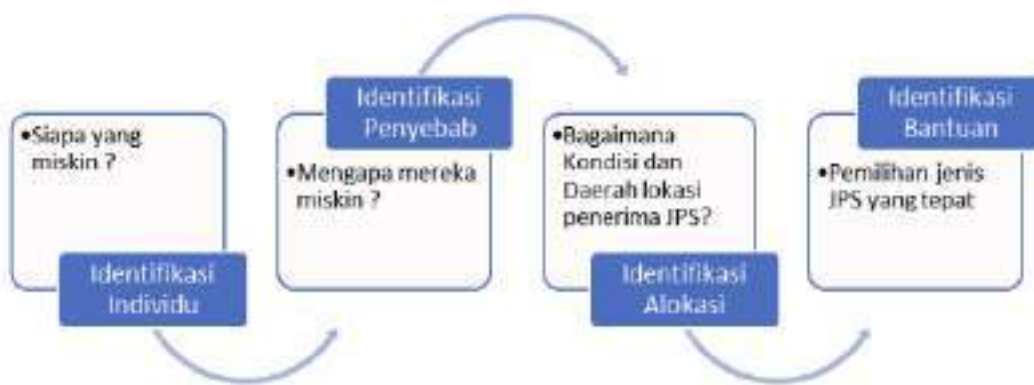 •Siapa yang
miskin ?
Identifikasi
Individu
Identifikasi
Penyebab
•Mengapa mereka
miskin ?
•Bagaimana
Kondisi dan
Daerah lokasi
penerima JPS?
Identifikasi
Alokasi
Identifikasi
Bantuan
•Pemilihan jenis
JPS yang tepat